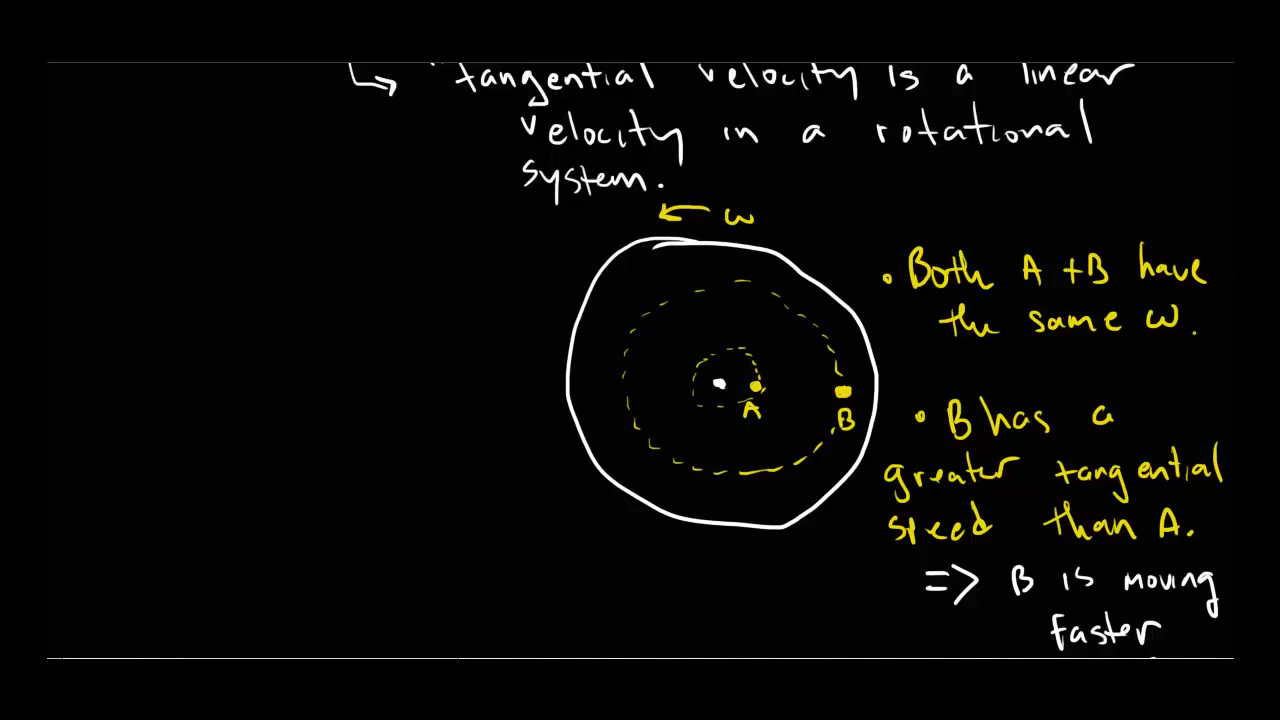 ↳ "tangential velocity is a linear
velocity in a rotational
system.
← ω
• Both A + B have
the same ω.
A
B
• B has a
greater tangential
speed than A.
=> B is moving
faster